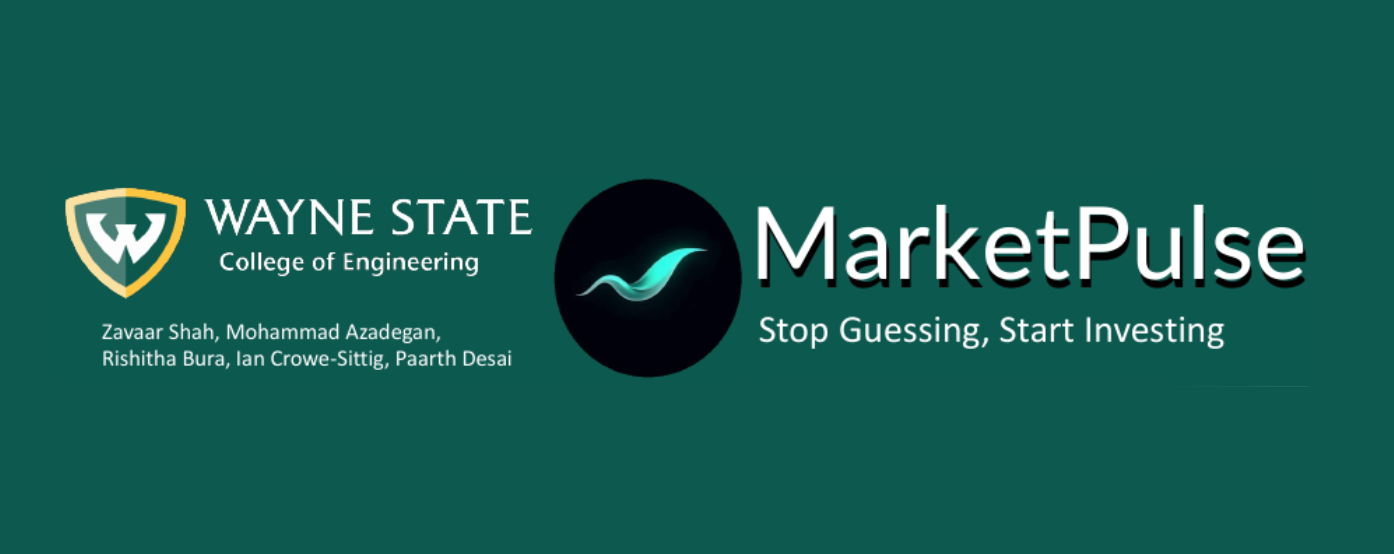 WAYNE STATE
College of Engineering
Zavaar Shah, Mohammad Azadegan,
Rishitha Bura, Ian Crowe-Sittig, Paarth Desai
MarketPulse
Stop Guessing, Start Investing